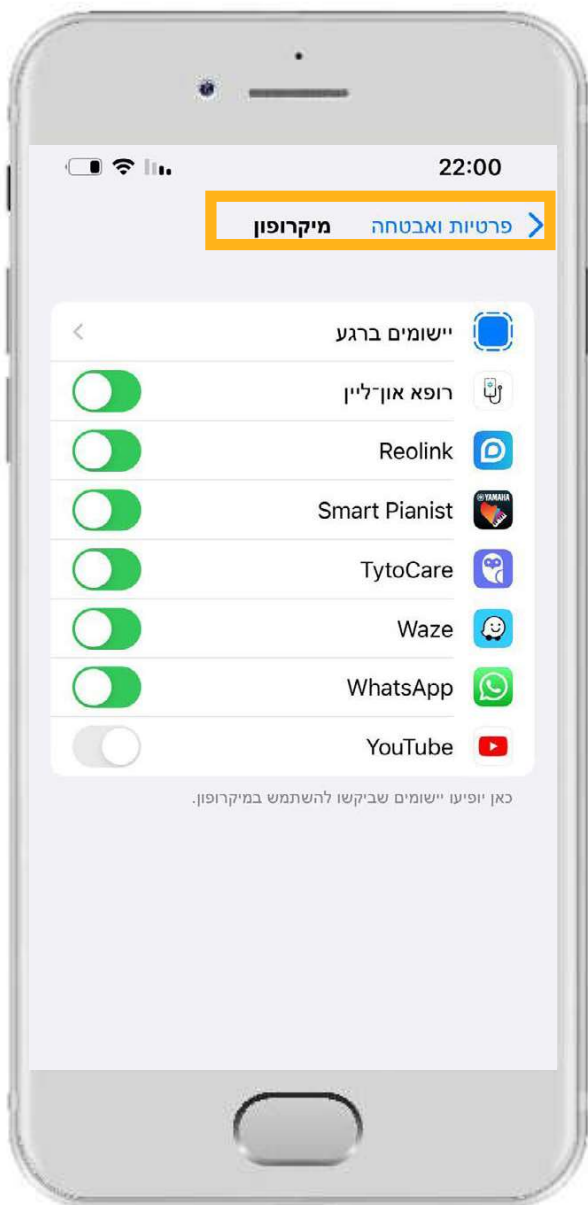 22:00
פרטיות ואבטחה מיקרופון
יישומים ברגע
רופא און־ליין
Reolink
YAMAHA
Smart Pianist
TytoCare
Waze
WhatsApp
YouTube
כאן יופיעו יישומים שביקשו להשתמש במיקרופון.